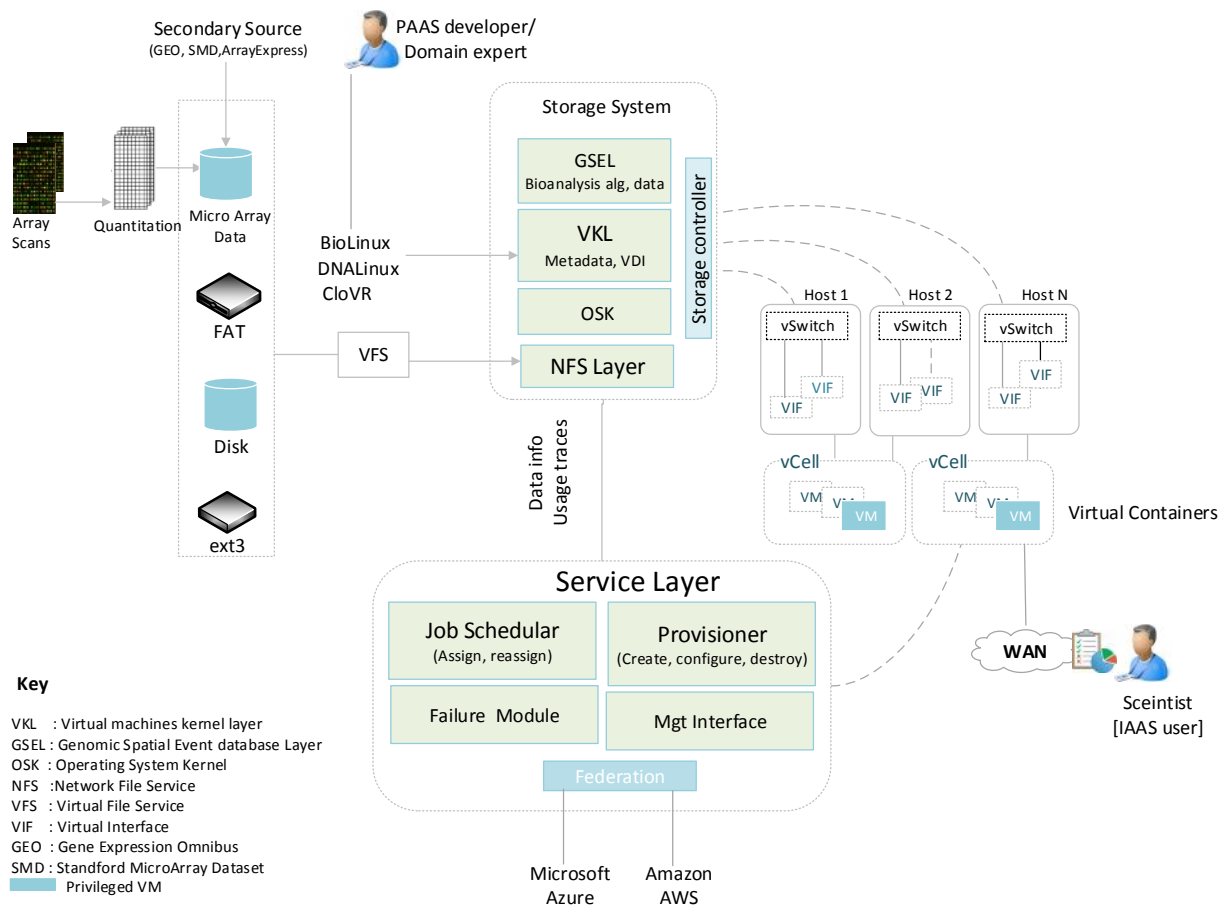 Secondary Source
(GEO, SMD,ArrayExpress)
PAAS developer/
Domain expert
Array
Scans
Quantitation
Micro Array
Data
FAT
Disk
ext3
BioLinux
DNALinux
CloVR
VFS
Storage System
GSEL
Bioanalysis alg, data
VKL
Metadata, VDI
OSK
NFS Layer
Storage controller
Host 1
vSwitch
VIF
VIF
Host 2
vSwitch
VIF
VIF
Host N
vSwitch
VIF
VIF
vCell
VM
VM
VM
vCell
VM
VM
VM
Virtual Containers
Data info
Usage traces
Service Layer
Job Schedular
(Assign, reassign)
Provisioner
(Create, configure, destroy)
Failure Module
Mgt Interface
Federation
Microsoft
Azure
Amazon
AWS
WAN
Sceintist
[IAAS user]
Key
VKL : Virtual machines kernel layer
GSEL : Genomic Spatial Event database Layer
OSK : Operating System Kernel
NFS :Network File Service
VFS : Virtual File Service
VIF : Virtual Interface
GEO : Gene Expression Omnibus
SMD : Standford MicroArray Dataset
Privileged VM